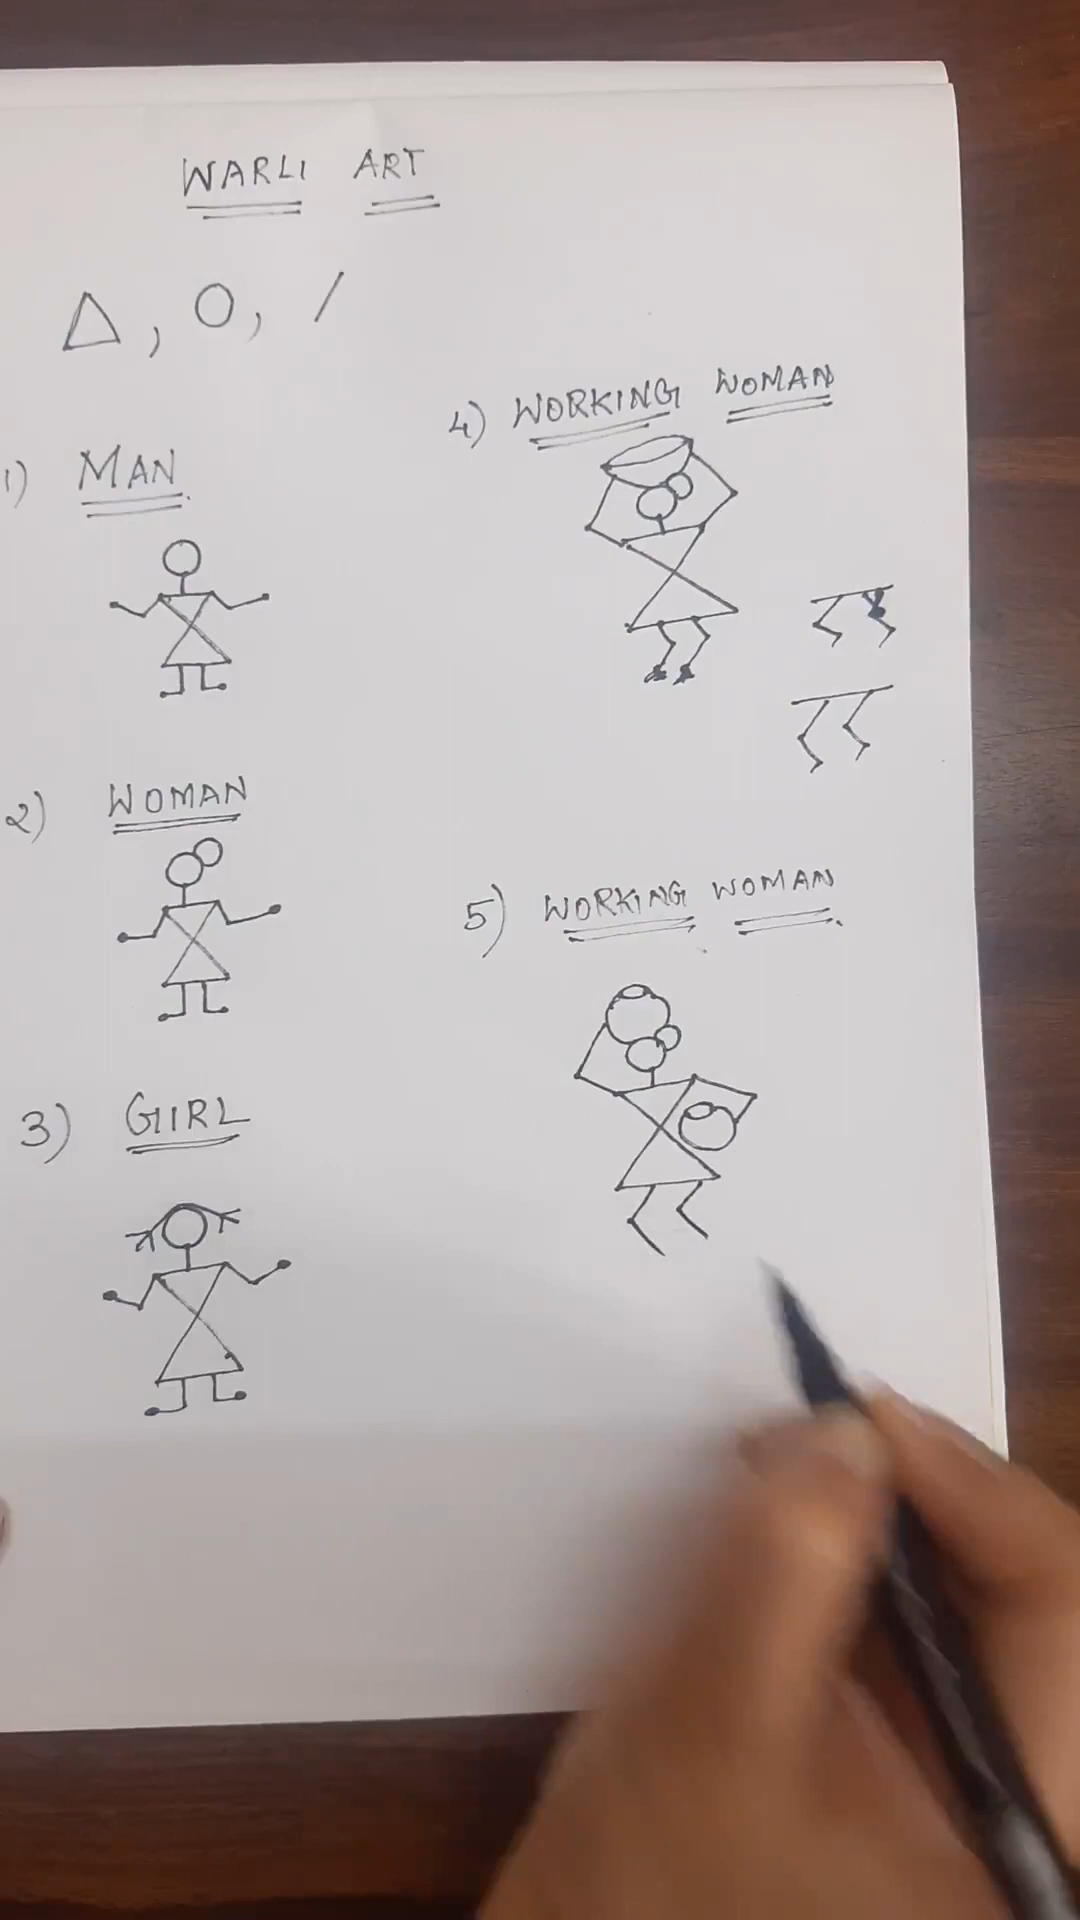 WARLI ART
1) MAN
2) WOMAN
3) GIRL
4) WORKING WOMAN
5) WORKING WOMAN